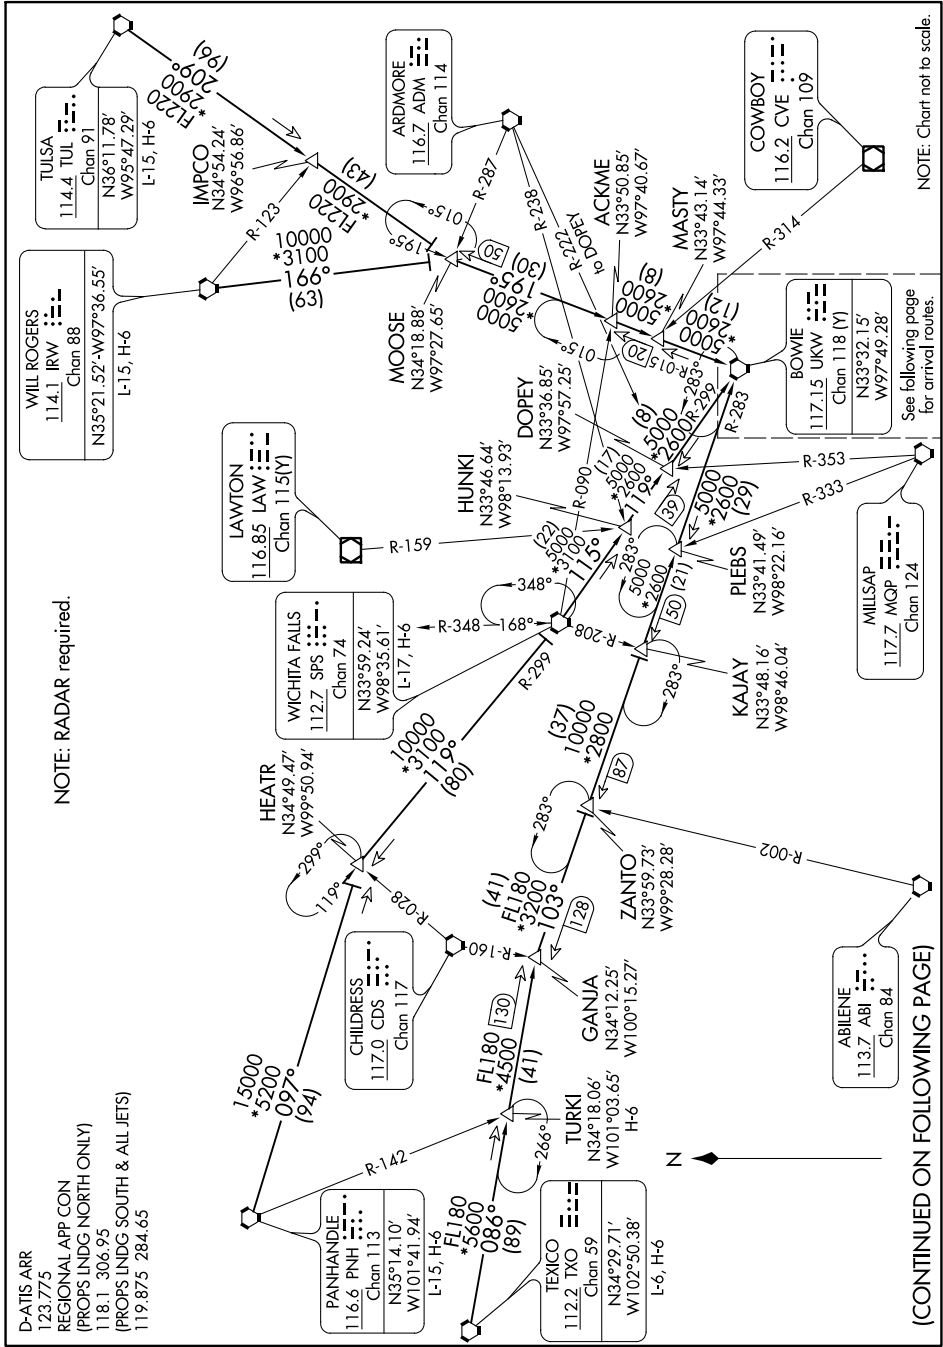 D-ATIS ARR
123.775
REGIONAL APP CON
(PROPS LNDG NORTH ONLY)
118.1 306.95
(PROPS LNDG SOUTH & ALL JETS)
119.875 284.65
NOTE: RADAR required.
WILL ROGERS
114.1 IRW
Chan 88
N35°21.52'-W97°36.55'
L-15, H-6
TULSA
114.4 TUL
Chan 91
N36°11.78'
W95°47.29'
L-15, H-6
FL220
*2900
209°
(96)
IMPCO
N34°54.24'
W96°56.86'
R-123
FL220
*2900
(43)
10000
*3100
166°
(63)
195°
015°
MOOSE
N34°18.88'
W97°27.65'
50
ARDMORE
116.7 ADM
Chan 114
R-287
R-238
R-222
to DOPEY
5000
*2600
195°
(30)
015°
ACKME
N33°50.85'
W97°40.67'
20
R-015
5000
*2600
(8)
MASTY
N33°43.14'
W97°44.33'
5000
*2600
(12)
COWBOY
116.2 CVE
Chan 109
R-314
BOWIE
117.15 UKW
Chan 118 (Y)
N33°32.15'
W97°49.28'
See following page
for arrival routes.
NOTE: Chart not to scale.
LAWTON
116.85 LAW
Chan 115(Y)
R-159
HUNKI
N33°46.64'
W98°13.93'
DOPEY
N33°36.85'
W97°57.25'
R-090
(17)
5000
*2600
119°
(8)
5000
*2600
R-299
283°
R-283
39
5000
*2600
(29)
WICHITA FALLS
112.7 SPS
Chan 74
N33°59.24'
W98°35.61'
L-17, H-6
R-348
168°
348°
(22)
5000
*3100
115°
R-208
R-299
283°
5000
*2600
(21)
50
PLEBS
N33°41.49'
W98°22.16'
R-353
R-333
MILLSAP
117.7 MQP
Chan 124
KAJAY
N33°48.16'
W98°46.04'
283°
HEATR
N34°49.47'
W99°50.94'
299°
119°
10000
*3100
119°
(80)
(37)
10000
*2800
87
283°
ZANTO
N33°59.73'
W99°28.28'
R-002
ABILENE
113.7 ABI
Chan 84
CHILDRESS
117.0 CDS
Chan 117
R-028
R-160
(41)
FL180
*3200
103°
128
GANJA
N34°12.25'
W100°15.27'
15000
*5200
097°
(94)
PANHANDLE
116.6 PNH
Chan 113
N35°14.10'
W101°41.94'
L-15, H-6
R-142
FL180
*4500
(41)
130
TURKI
N34°18.06'
W101°03.65'
H-6
266°
FL180
*5600
086°
(89)
TEXICO
112.2 TXO
Chan 59
N34°29.71'
W102°50.38'
L-6, H-6
N
(CONTINUED ON FOLLOWING PAGE)